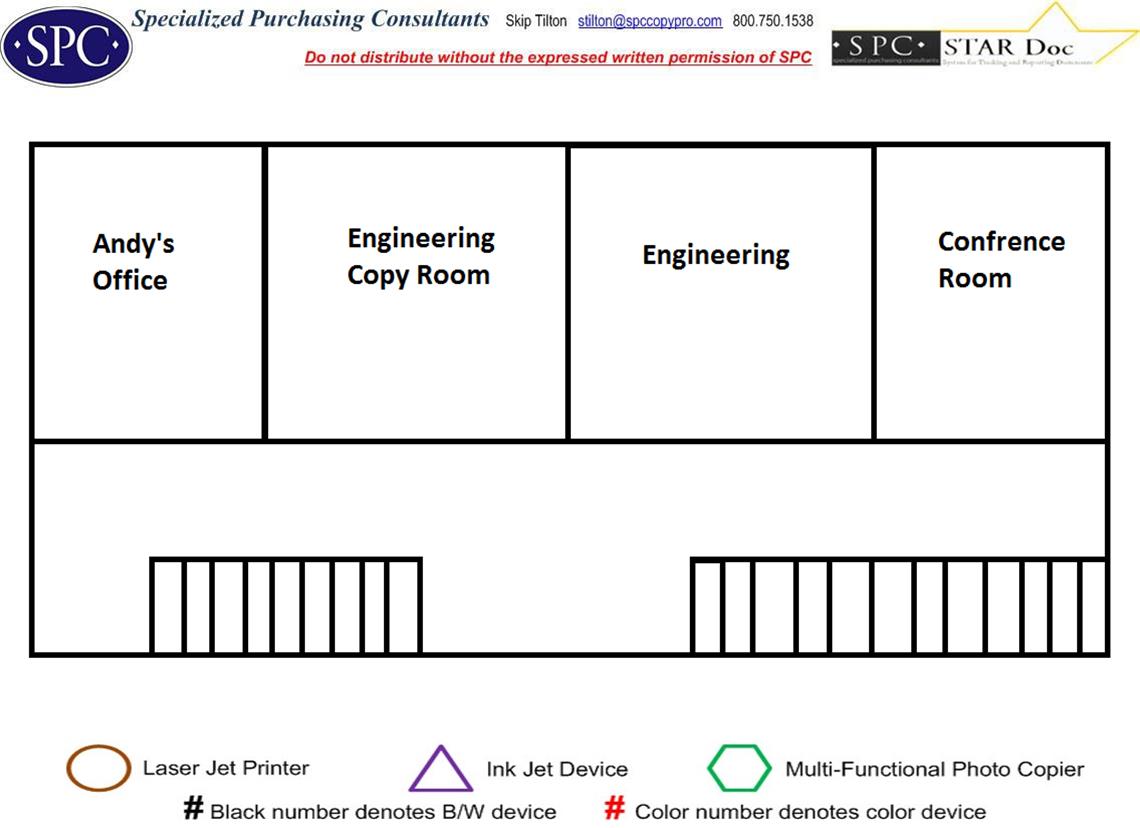 SPC
Specialized Purchasing Consultants Skip Tilton stilton@spccopypro.com 800.750.1538
Do not distribute without the expressed written permission of SPC
· SPC · STAR Doc
specialized purchasing consultants System for Tracking and Reporting Documents
Andy's
Office
Engineering
Copy Room
Engineering
Confrence
Room
Laser Jet Printer
Ink Jet Device
Multi-Functional Photo Copier
# Black number denotes B/W device
# Color number denotes color device